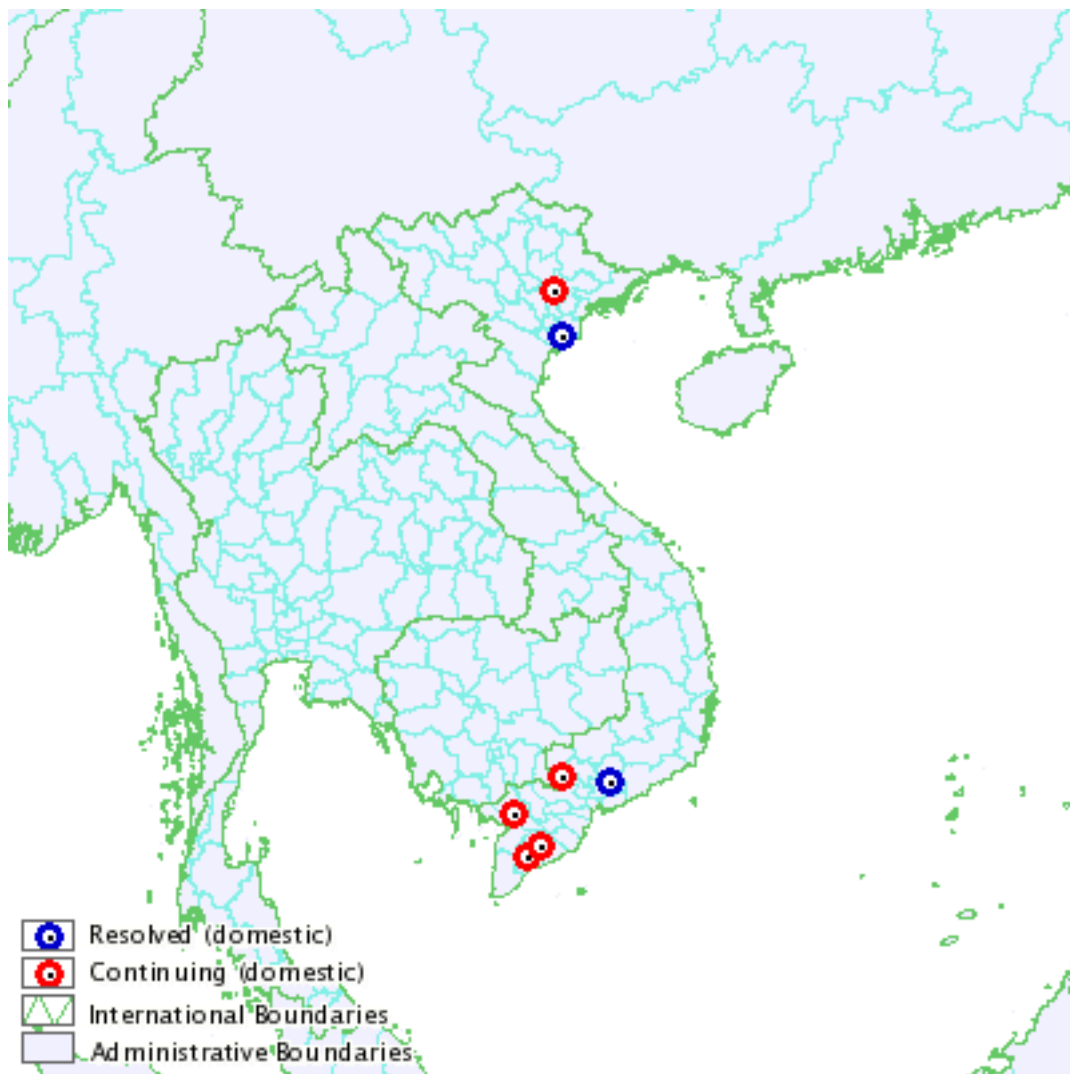 Resolved (domestic)
Continuing (domestic)
International Boundaries
Administrative Boundaries